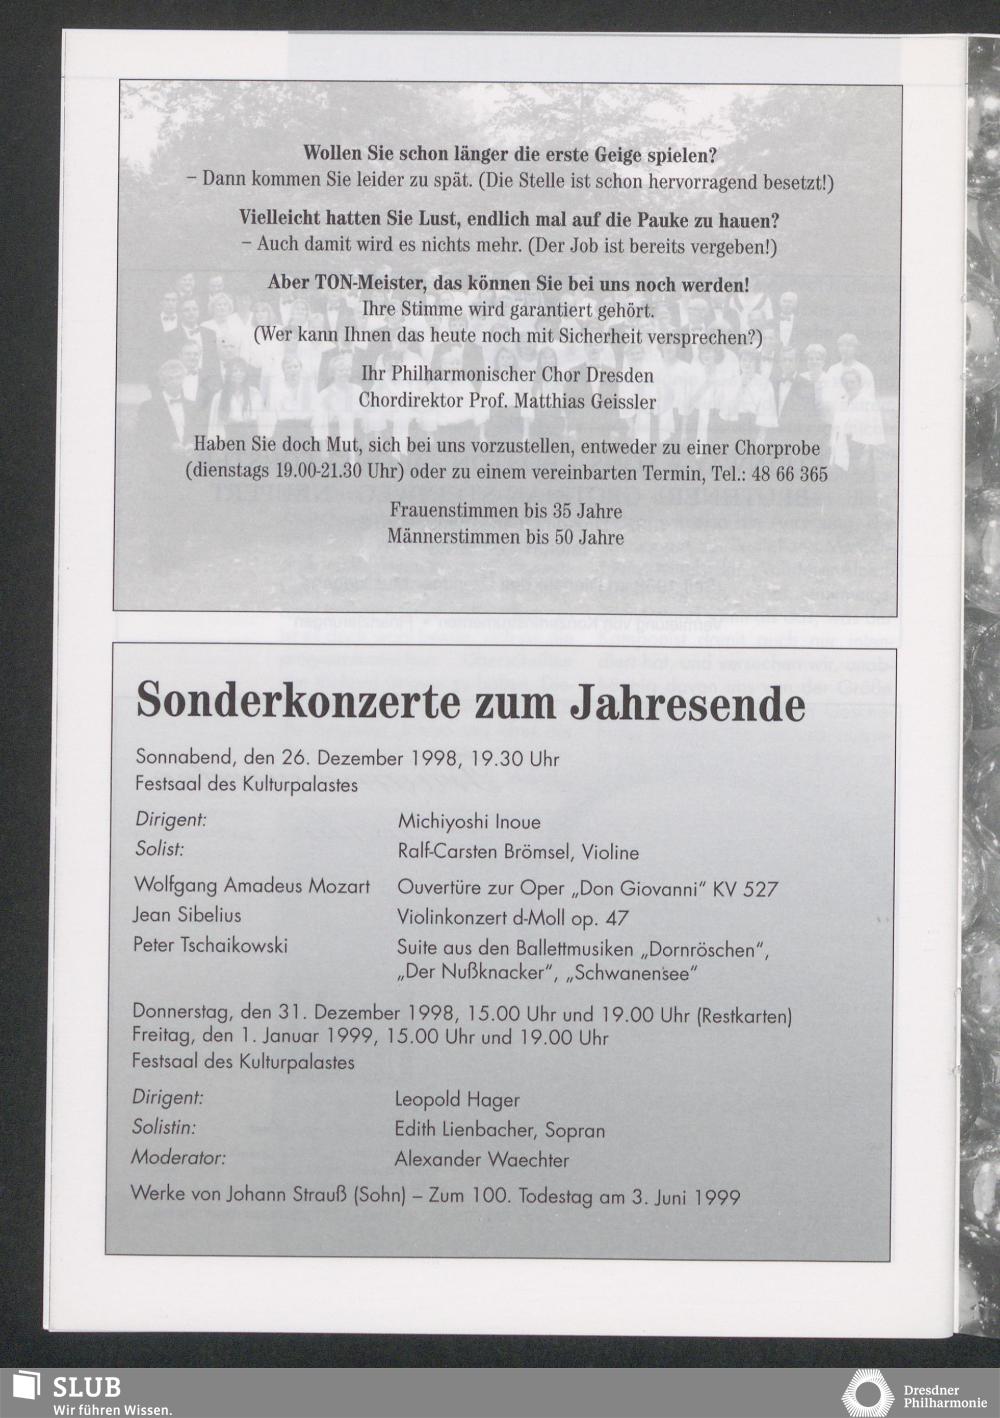 Wollen Sie schon länger die erste Geige spielen?
– Dann kommen Sie leider zu spät. (Die Stelle ist schon hervorragend besetzt!)
Vielleicht hatten Sie Lust, endlich mal auf die Pauke zu hauen?
– Auch damit wird es nichts mehr. (Der Job ist bereits vergeben!)
Aber TON-Meister, das können Sie bei uns noch werden!
Ihre Stimme wird garantiert gehört.
(Wer kann Ihnen das heute noch mit Sicherheit versprechen?)
Ihr Philharmonischer Chor Dresden
Chordirektor Prof. Matthias Geissler
Haben Sie doch Mut, sich bei uns vorzustellen, entweder zu einer Chorprobe
(dienstags 19.00-21.30 Uhr) oder zu einem vereinbarten Termin, Tel.: 48 66 365
Frauenstimmen bis 35 Jahre
Männerstimmen bis 50 Jahre
Sonderkonzerte zum Jahresende
Sonnabend, den 26. Dezember 1998, 19.30 Uhr
Festsaal des Kulturpalastes
Dirigent: Michiyoshi Inoue
Solist: Ralf-Carsten Brömsel, Violine
Wolfgang Amadeus Mozart Ouvertüre zur Oper „Don Giovanni“ KV 527
Jean Sibelius Violinkonzert d-Moll op. 47
Peter Tschaikowski Suite aus den Ballettmusiken „Dornröschen“,
„Der Nußknacker“, „Schwanensee“
Donnerstag, den 31. Dezember 1998, 15.00 Uhr und 19.00 Uhr (Restkarten)
Freitag, den 1. Januar 1999, 15.00 Uhr und 19.00 Uhr
Festsaal des Kulturpalastes
Dirigent: Leopold Hager
Solistin: Edith Lienbacher, Sopran
Moderator: Alexander Waechter
Werke von Johann Strauß (Sohn) – Zum 100. Todestag am 3. Juni 1999
SLUB
Wir führen Wissen.
Dresdner
Philharmonie